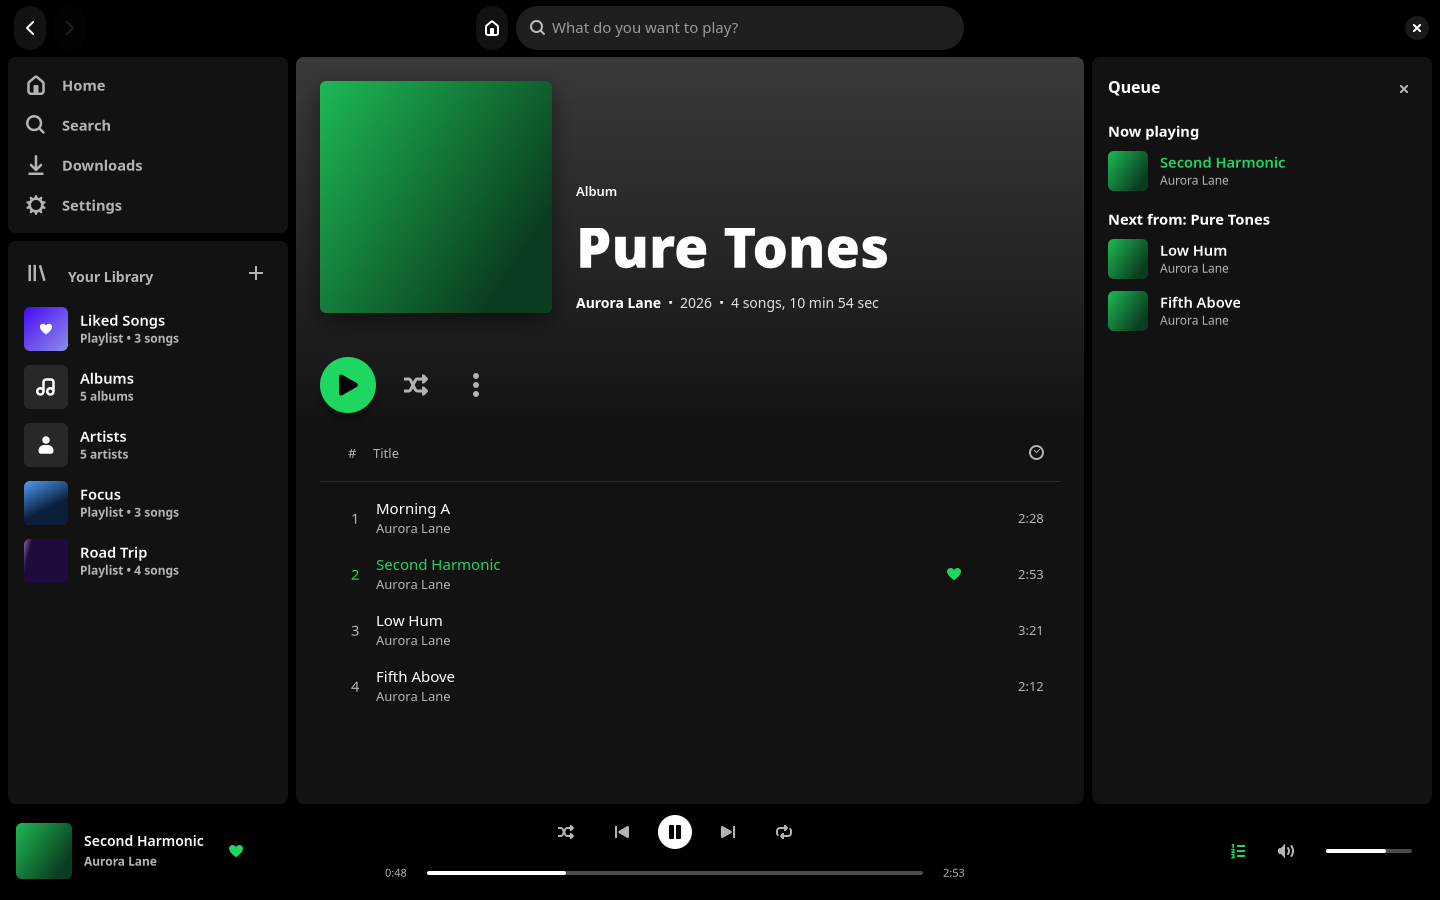 What do you want to play?
Home
Search
Downloads
Settings
Your Library
Liked Songs
Playlist • 3 songs
Albums
5 albums
Artists
5 artists
Focus
Playlist • 3 songs
Road Trip
Playlist • 4 songs
Album
Pure Tones
Aurora Lane • 2026 • 4 songs, 10 min 54 sec
# Title
1 Morning A 2:28
Aurora Lane
2 Second Harmonic 2:53
Aurora Lane
3 Low Hum 3:21
Aurora Lane
4 Fifth Above 2:12
Aurora Lane
Queue
Now playing
Second Harmonic
Aurora Lane
Next from: Pure Tones
Low Hum
Aurora Lane
Fifth Above
Aurora Lane
Second Harmonic
Aurora Lane
0:48
2:53